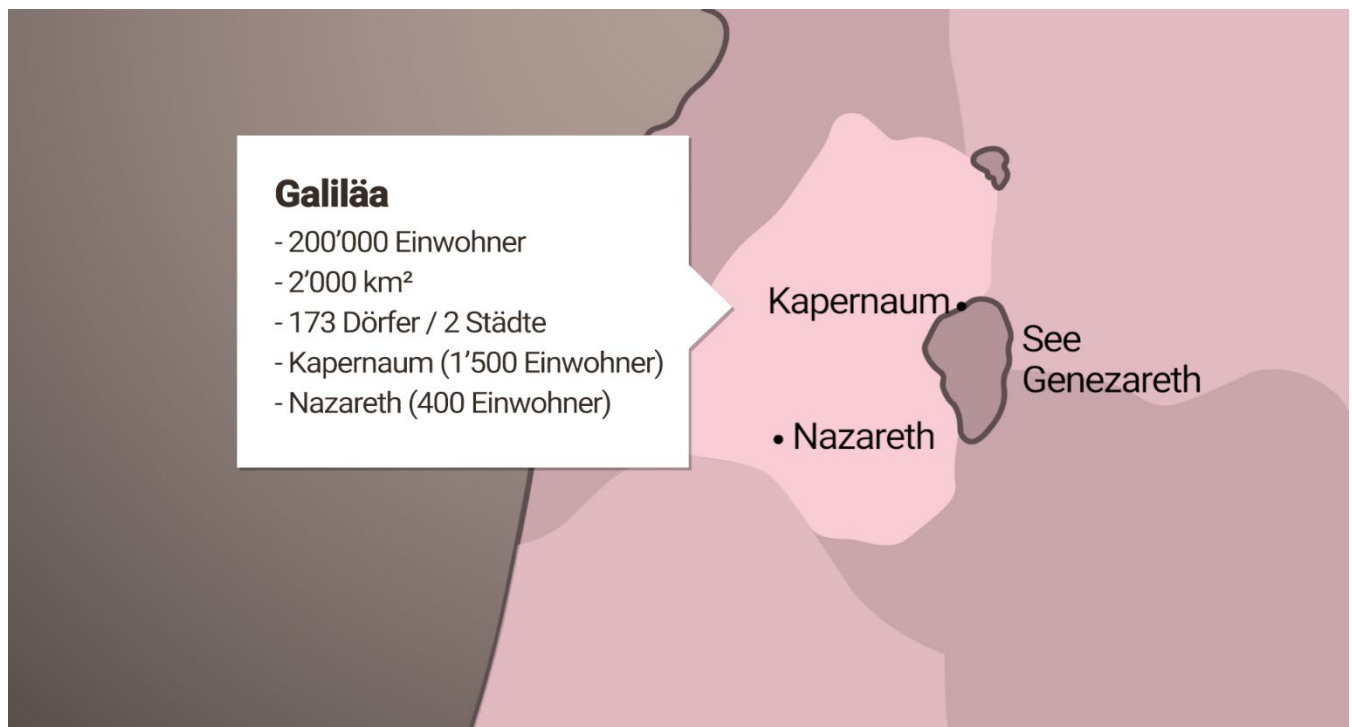 Galiläa
- 200’000 Einwohner
- 2’000 km²
- 173 Dörfer / 2 Städte
- Kapernaum (1’500 Einwohner)
- Nazareth (400 Einwohner)
Kapernaum
See
Genezareth
Nazareth